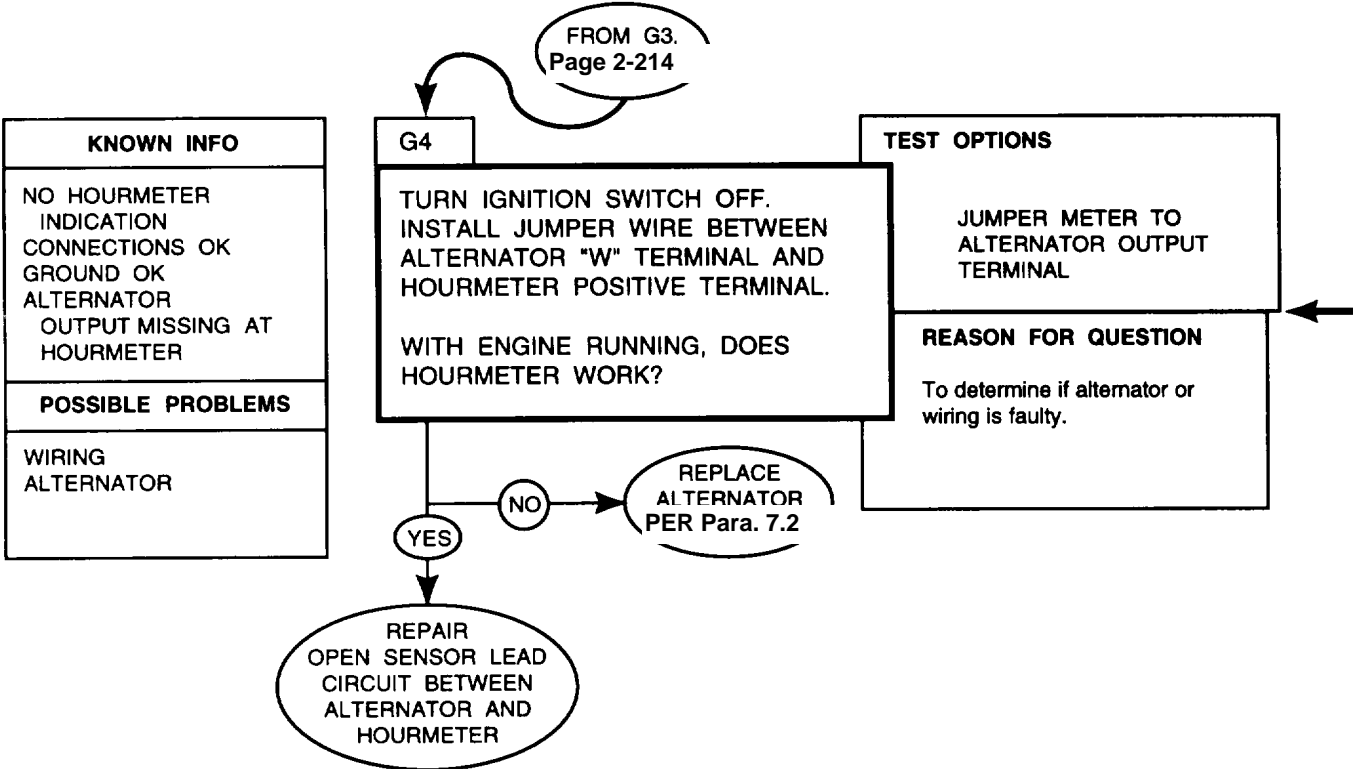 FROM G3.
Page 2-214
KNOWN INFO
NO HOURMETER
INDICATION
CONNECTIONS OK
GROUND OK
ALTERNATOR
OUTPUT MISSING AT
HOURMETER
POSSIBLE PROBLEMS
WIRING
ALTERNATOR
G4
TURN IGNITION SWITCH OFF.
INSTALL JUMPER WIRE BETWEEN
ALTERNATOR "W" TERMINAL AND
HOURMETER POSITIVE TERMINAL.
WITH ENGINE RUNNING, DOES
HOURMETER WORK?
TEST OPTIONS
JUMPER METER TO
ALTERNATOR OUTPUT
TERMINAL
REASON FOR QUESTION
To determine if alternator or
wiring is faulty.
NO
REPLACE
ALTERNATOR
PER Para. 7.2
YES
REPAIR
OPEN SENSOR LEAD
CIRCUIT BETWEEN
ALTERNATOR AND
HOURMETER